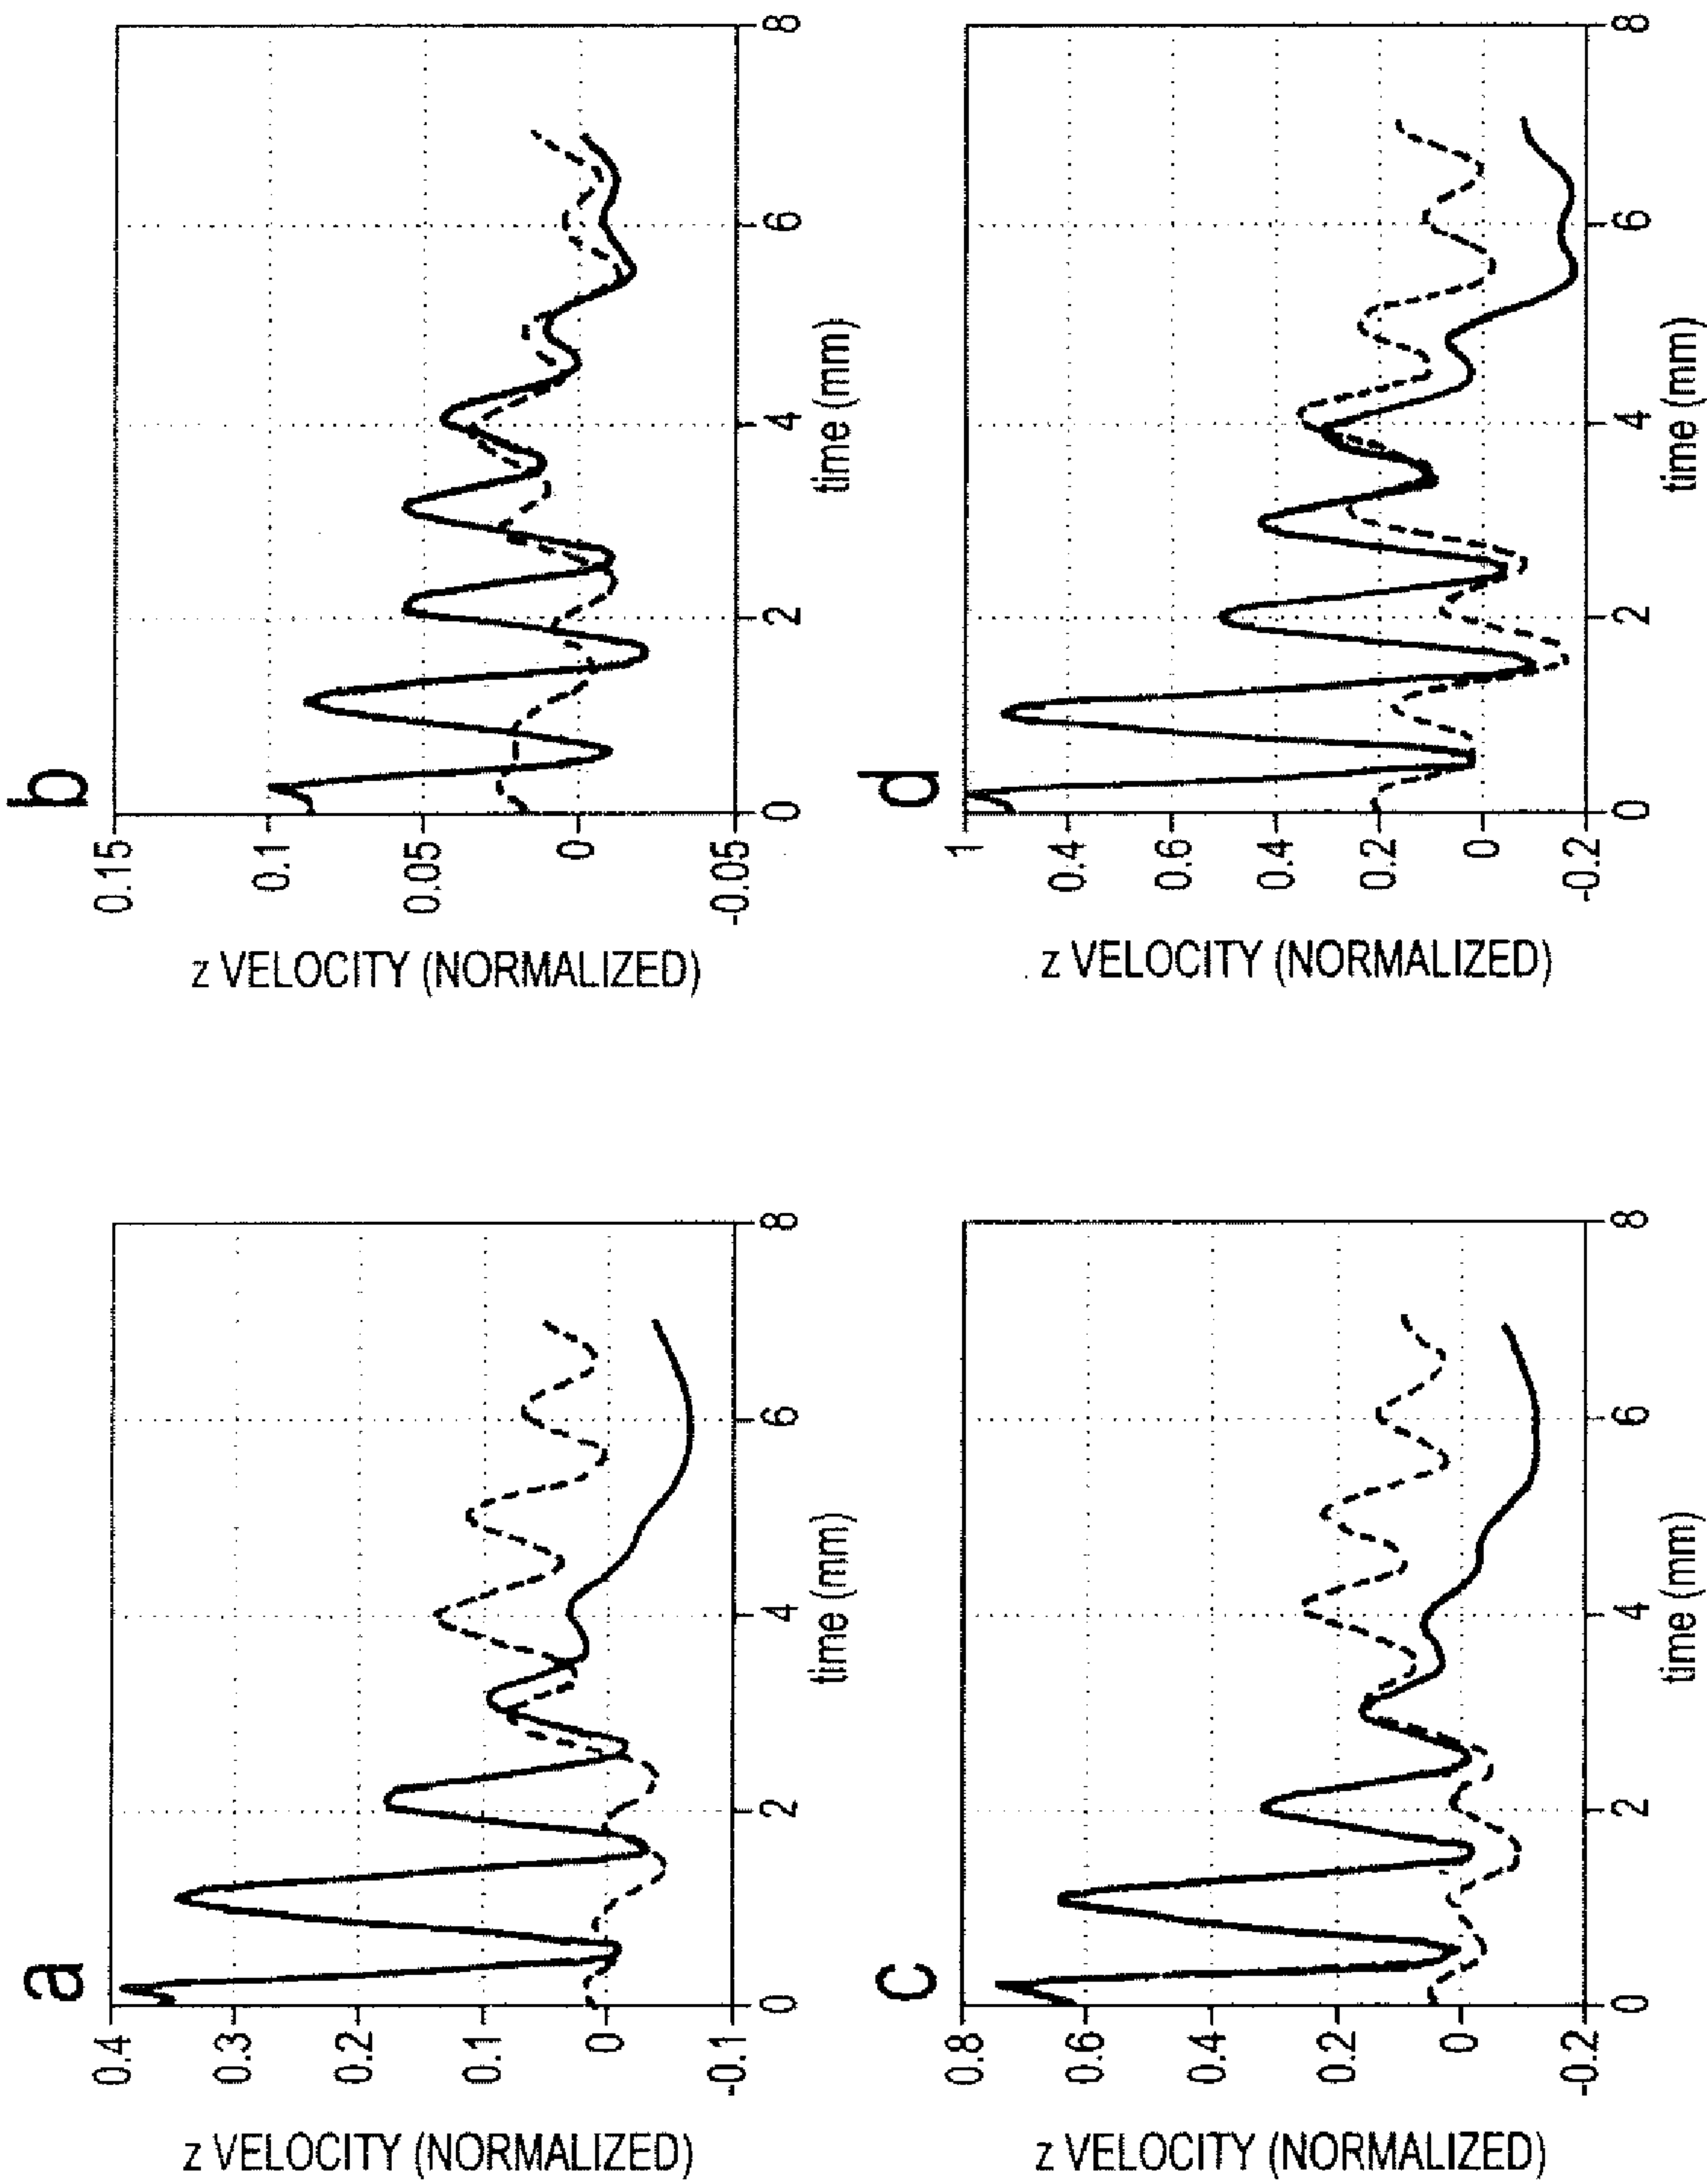 a
z VELOCITY (NORMALIZED)
0.4
0.3
0.2
0.1
0
-0.1
0 2 4 6 8
time (mm)
b
z VELOCITY (NORMALIZED)
0.15
0.1
0.05
0
-0.05
0 2 4 6 8
time (mm)
c
z VELOCITY (NORMALIZED)
0.8
0.6
0.4
0.2
0
-0.2
0 2 4 6 8
time (mm)
d
z VELOCITY (NORMALIZED)
1
0.4
0.6
0.4
0.2
0
-0.2
0 2 4 6 8
time (mm)